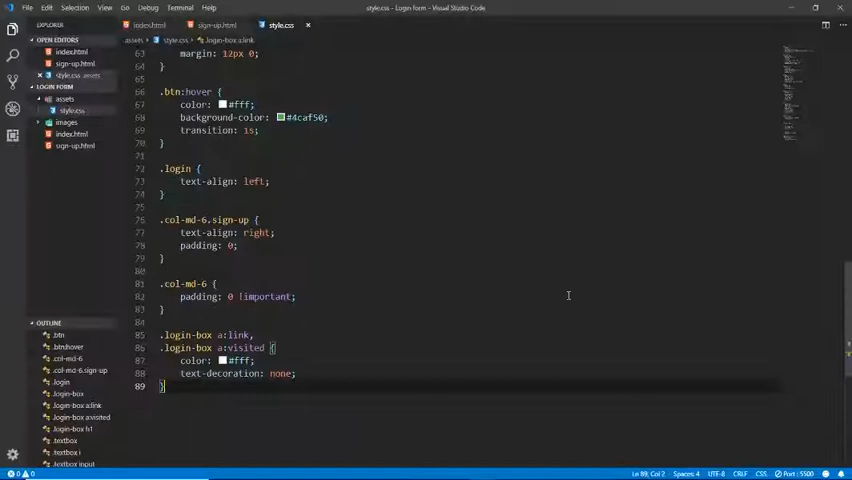 File Edit Selection View Go Debug Terminal Help
style.css - Login form - Visual Studio Code
EXPLORER
index.html
sign-up.html
style.css
×
...
OPEN EDITORS
index.html
sign-up.html
× style.css assets
LOGIN FORM
assets
style.css
images
index.html
sign-up.html
OUTLINE
.btn
.btn:hover
.col-md-6
.col-md-6.sign-up
.login
.login-box
.login-box a:link
.login-box a:visited
.login-box h1
.textbox
.textbox i
.textbox input
assets › style.css › .login-box a:link
63 margin: 12px 0;
64 }
65
66 .btn:hover {
67 color: #fff;
68 background-color: #4caf50;
69 transition: 1s;
70 }
71
72 .login {
73 text-align: left;
74 }
75
76 .col-md-6.sign-up {
77 text-align: right;
78 padding: 0;
79 }
80
81 .col-md-6 {
82 padding: 0 !important;
83 }
84
85 .login-box a:link,
86 .login-box a:visited {
87 color: #fff;
88 text-decoration: none;
89 }
0 0
Ln 89, Col 2 Spaces: 4 UTF-8 CRLF CSS Port : 5500